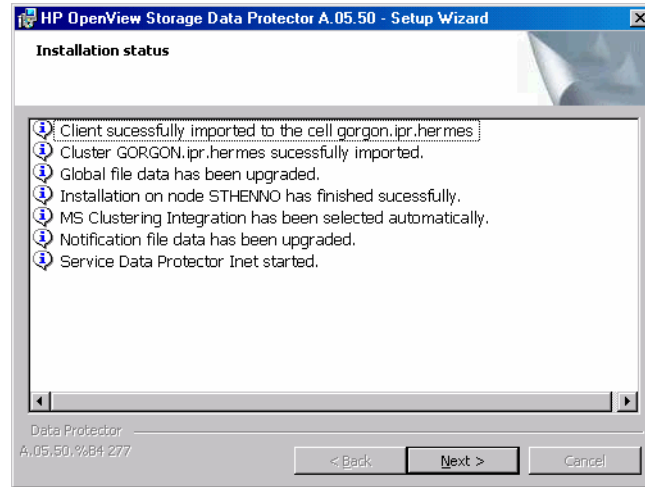 HP OpenView Storage Data Protector A.05.50 - Setup Wizard
Installation status
Client sucessfully imported to the cell gorgon.ipr.hermes
Cluster GORGON.ipr.hermes sucessfully imported.
Global file data has been upgraded.
Installation on node STHENNO has finished sucessfully.
MS Clustering Integration has been selected automatically.
Notification file data has been upgraded.
Service Data Protector Inet started.
Data Protector
A.05.50.%B4 277
< Back Next > Cancel